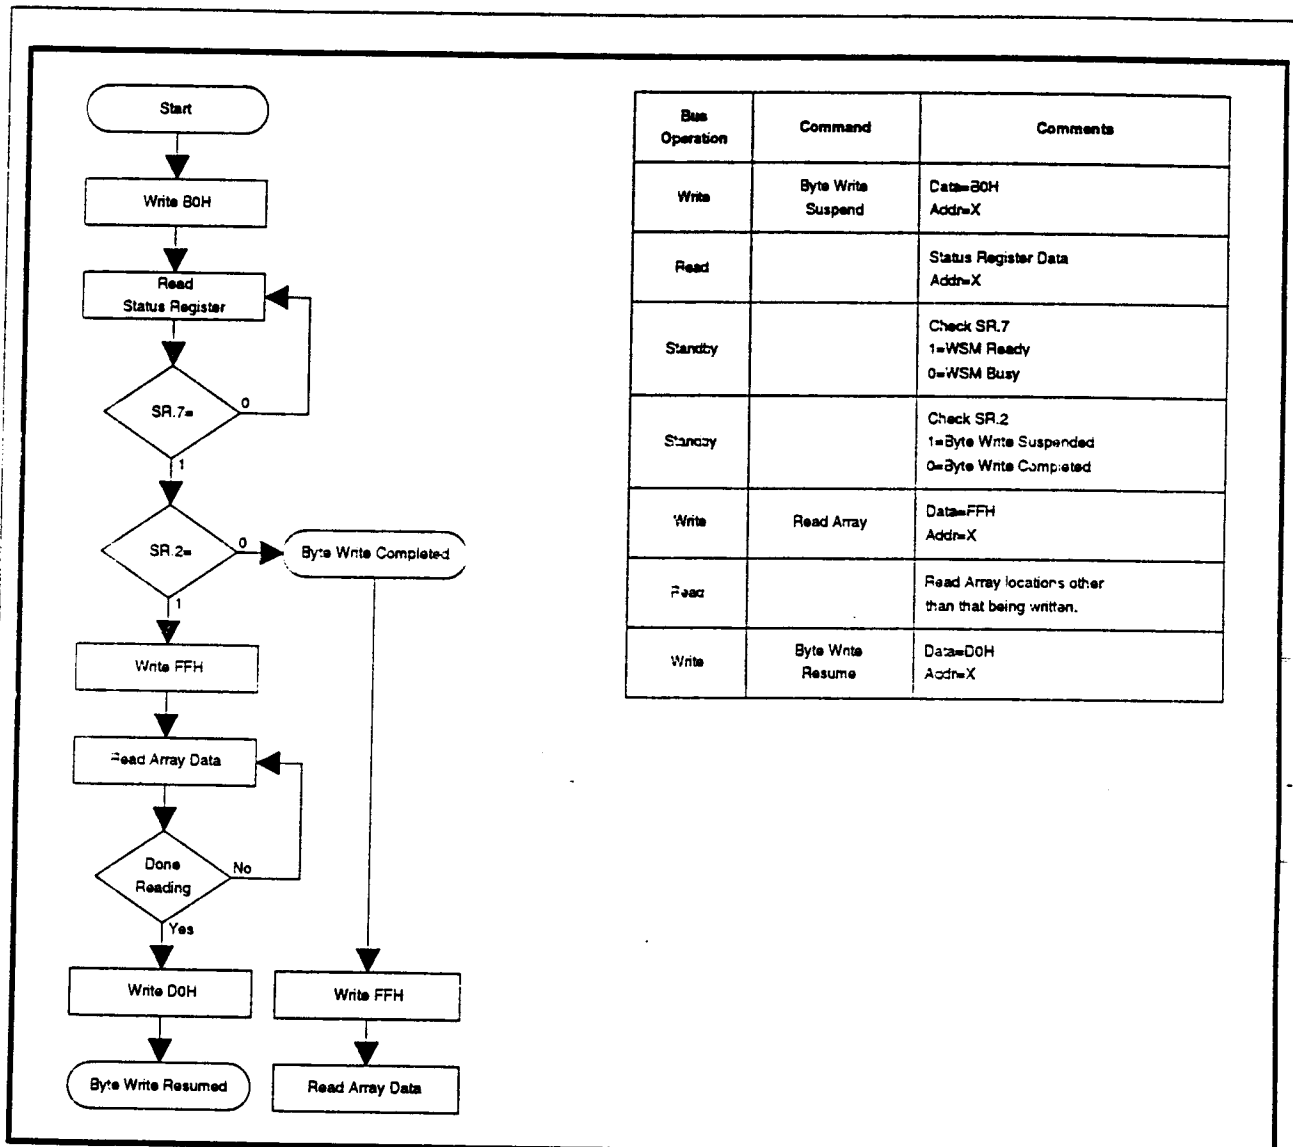 Start
Write B0H
Read
Status Register
SR.7=
0
1
SR.2=
0
Byte Write Completed
1
Write FFH
Read Array Data
Done
Reading
No
Yes
Write D0H
Write FFH
Byte Write Resumed
Read Array Data
Bus
Operation
Command
Comments
Write
Byte Write
Suspend
Data=B0H
Addr=X
Read
Status Register Data
Addr=X
Standby
Check SR.7
1=WSM Ready
0=WSM Busy
Standby
Check SR.2
1=Byte Write Suspended
0=Byte Write Completed
Write
Read Array
Data=FFH
Addr=X
Read
Read Array locations other
than that being written.
Write
Byte Write
Resume
Data=D0H
Addr=X